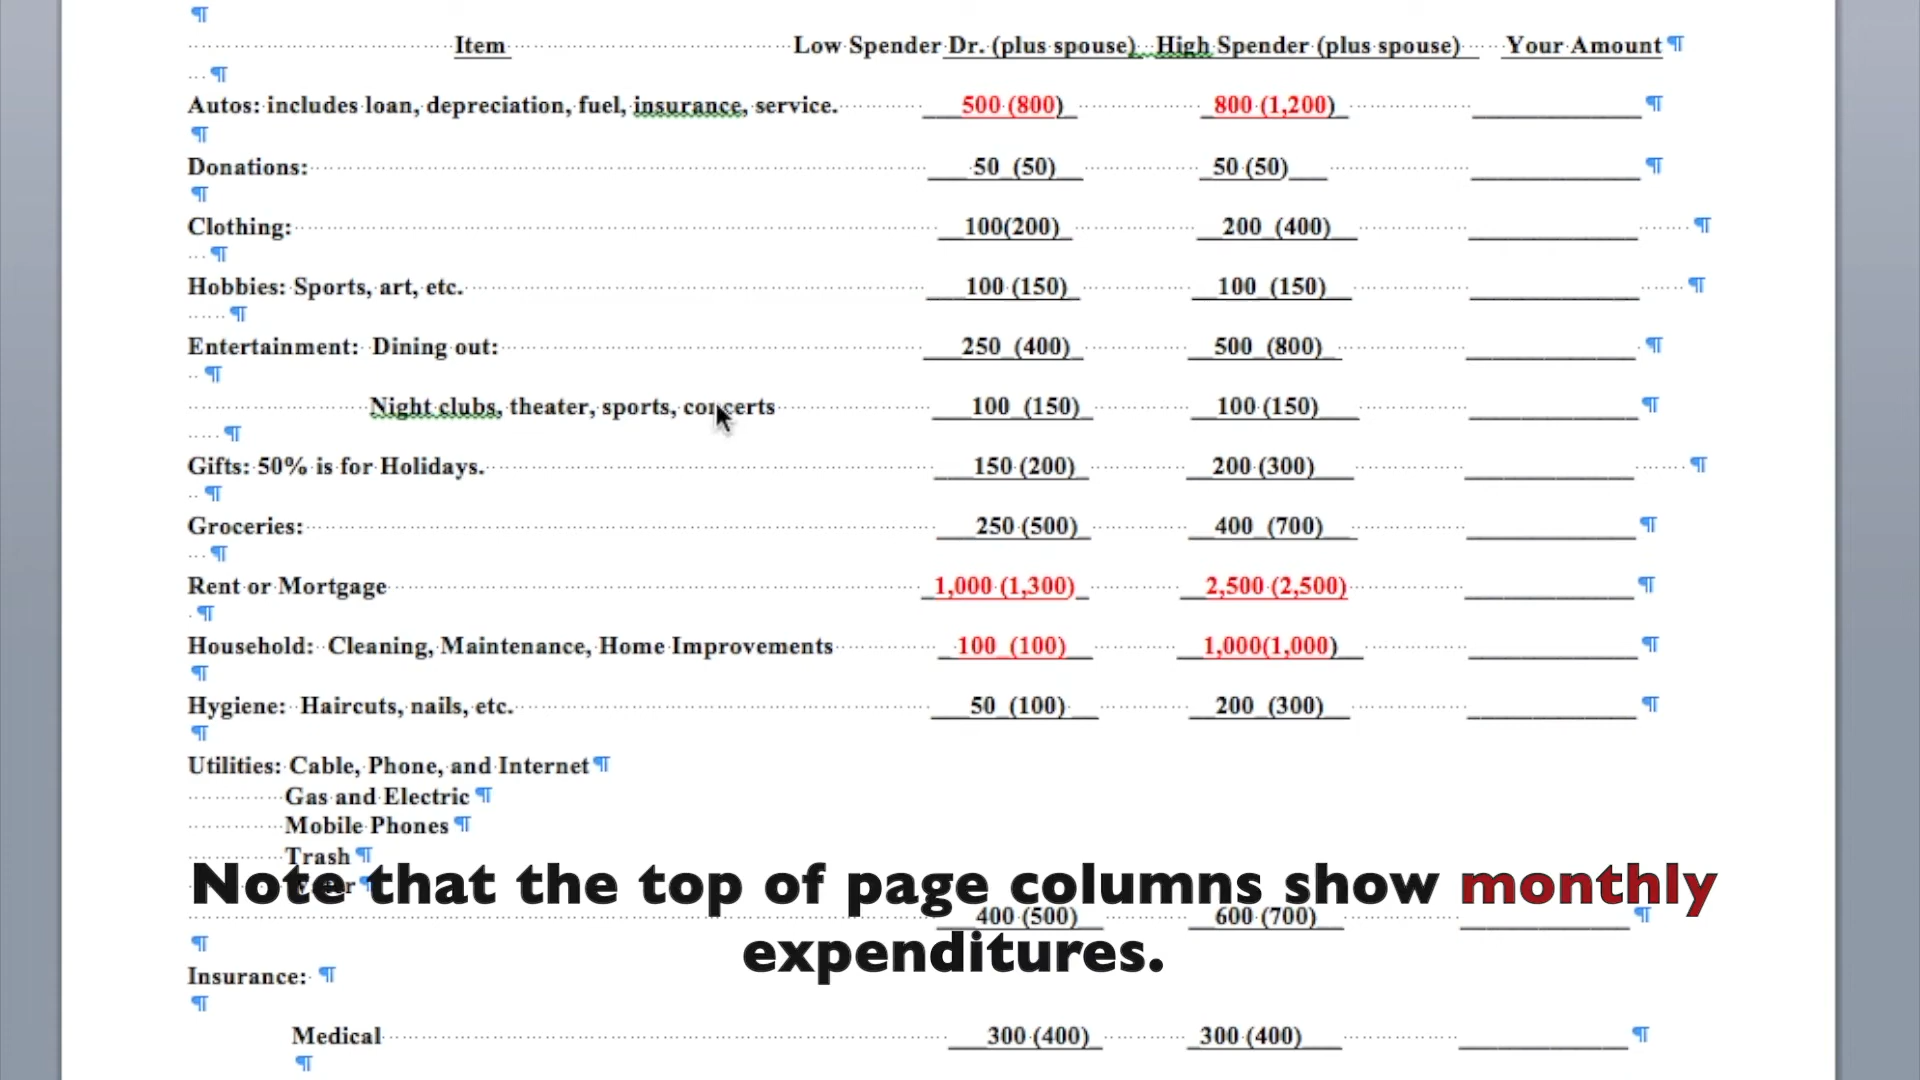 Item Low Spender Dr. (plus spouse) High Spender (plus spouse) Your Amount
Autos: includes loan, depreciation, fuel, insurance, service. 500 (800) 800 (1,200)
Donations: 50 (50) 50 (50)
Clothing: 100(200) 200 (400)
Hobbies: Sports, art, etc. 100 (150) 100 (150)
Entertainment: Dining out: 250 (400) 500 (800)
Night clubs, theater, sports, concerts 100 (150) 100 (150)
Gifts: 50% is for Holidays. 150 (200) 200 (300)
Groceries: 250 (500) 400 (700)
Rent or Mortgage 1,000 (1,300) 2,500 (2,500)
Household: Cleaning, Maintenance, Home Improvements 100 (100) 1,000(1,000)
Hygiene: Haircuts, nails, etc. 50 (100) 200 (300)
Utilities: Cable, Phone, and Internet
Gas and Electric
Mobile Phones
Trash
Note that the top of page columns show monthly
400 (500) 600 (700)
expenditures.
Insurance:
Medical 300 (400) 300 (400)